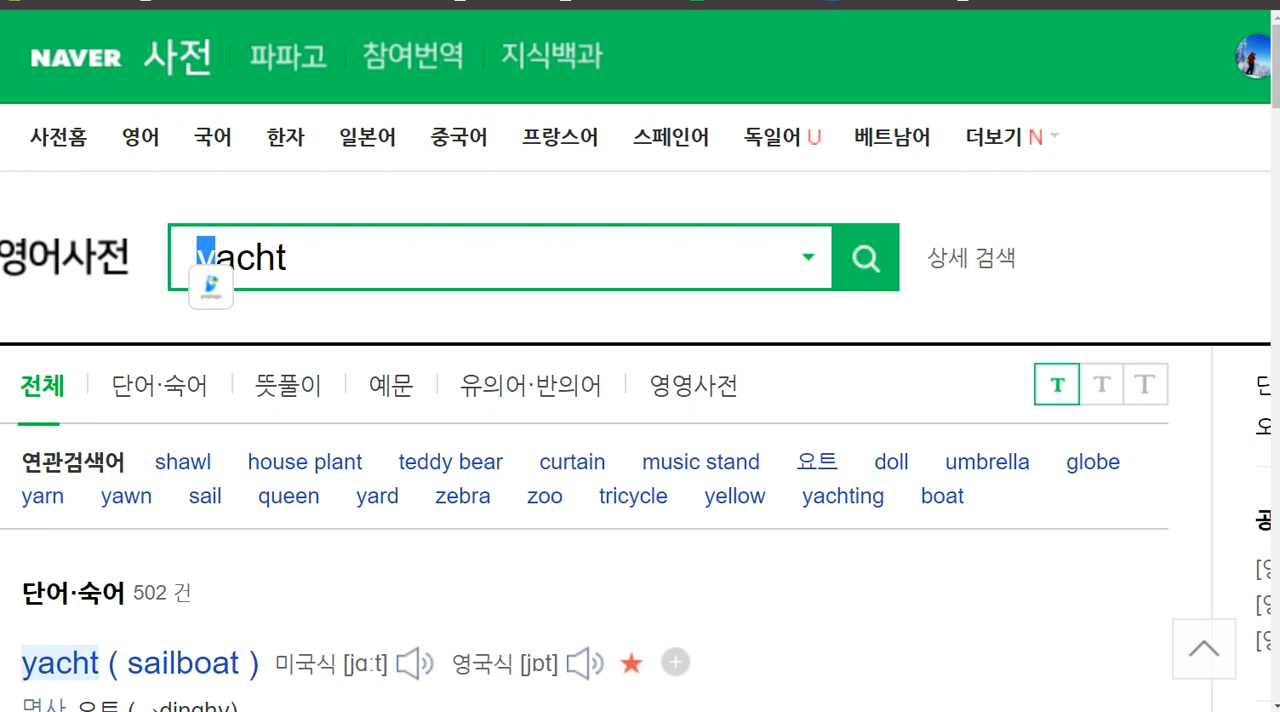 NAVER 사전 파파고 참여번역 지식백과
사전홈 영어 국어 한자 일본어 중국어 프랑스어 스페인어 독일어 U 베트남어 더보기 N
영어사전 yacht 상세 검색
전체 단어·숙어 뜻풀이 예문 유의어·반의어 영영사전 T T T
연관검색어 shawl house plant teddy bear curtain music stand 요트 doll umbrella globe
yarn yawn sail queen yard zebra zoo tricycle yellow yachting boat
단어·숙어 502 건
yacht ( sailboat ) 미국식 [jɑːt] 영국식 [jɒt]
명사 요트 (→dinghy)